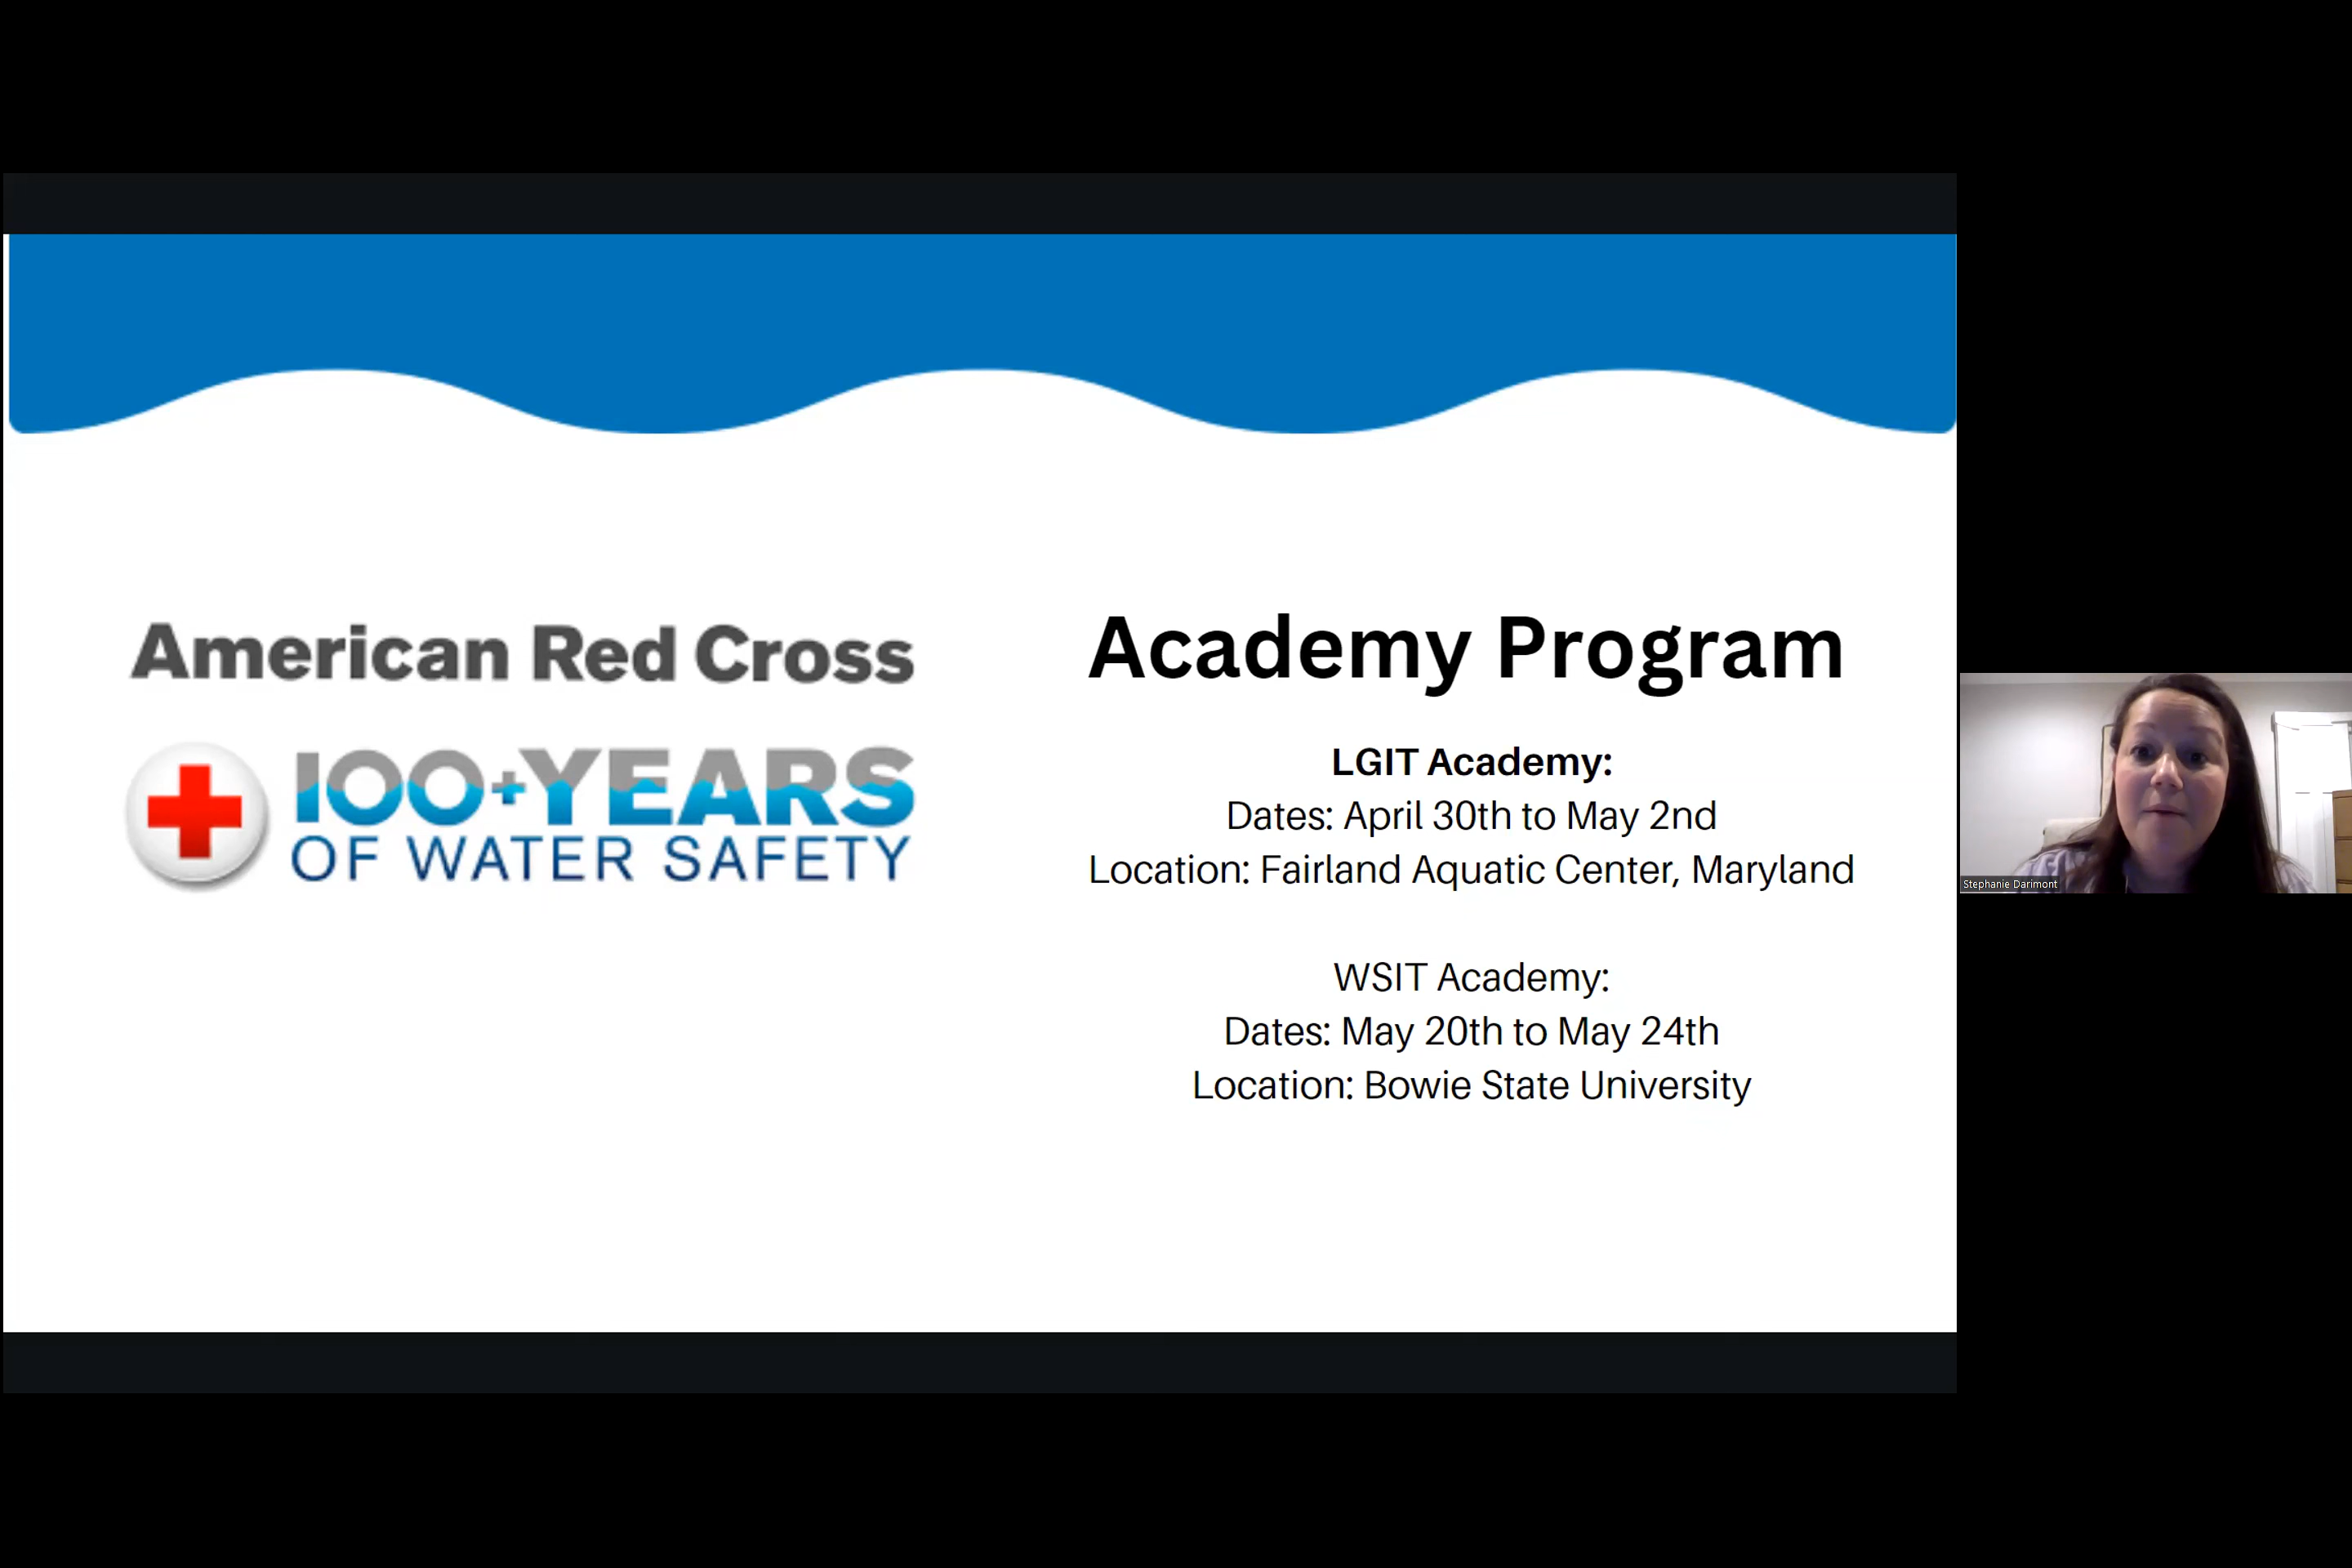 American Red Cross
100+YEARS
OF WATER SAFETY
Academy Program
LGIT Academy:
Dates: April 30th to May 2nd
Location: Fairland Aquatic Center, Maryland
WSIT Academy:
Dates: May 20th to May 24th
Location: Bowie State University
Stephanie Darimont